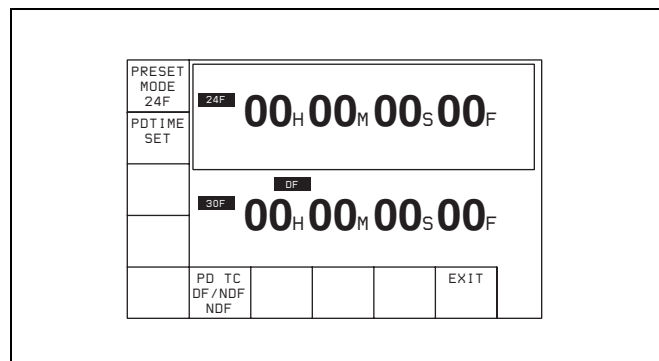 PRESET
MODE
24F
PDTIME
SET
24F
00H00M00S00F
DF
30F
00H00M00S00F
PD TC
DF/NDF
NDF
EXIT